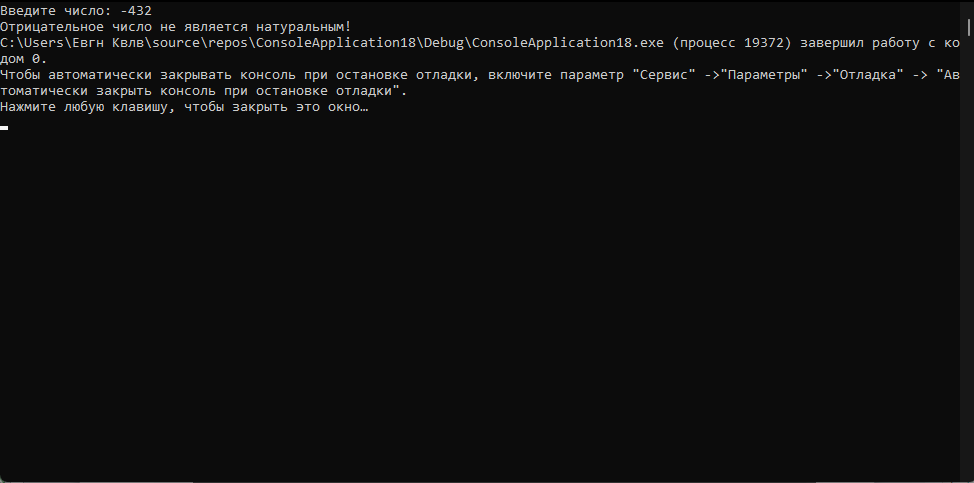 Введите число: -432
Отрицательное число не является натуральным!
C:\Users\Евгн Квлв\source\repos\ConsoleApplication18\Debug\ConsoleApplication18.exe (процесс 19372) завершил работу с ко
дом 0.
Чтобы автоматически закрывать консоль при остановке отладки, включите параметр "Сервис" ->"Параметры" ->"Отладка" -> "Ав
томатически закрыть консоль при остановке отладки".
Нажмите любую клавишу, чтобы закрыть это окно…